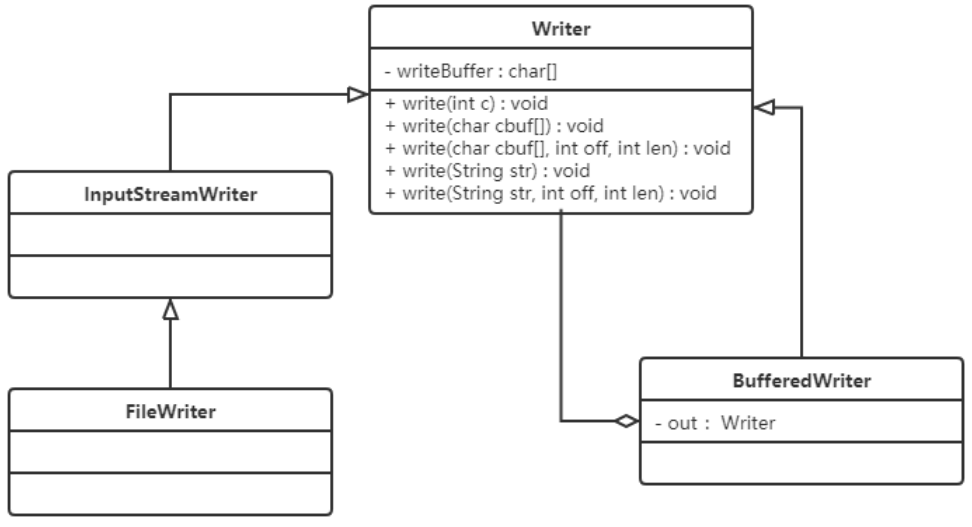 Writer
- writeBuffer : char[]
+ write(int c) : void
+ write(char cbuf[]) : void
+ write(char cbuf[], int off, int len) : void
+ write(String str) : void
+ write(String str, int off, int len) : void
InputStreamWriter
FileWriter
BufferedWriter
- out : Writer